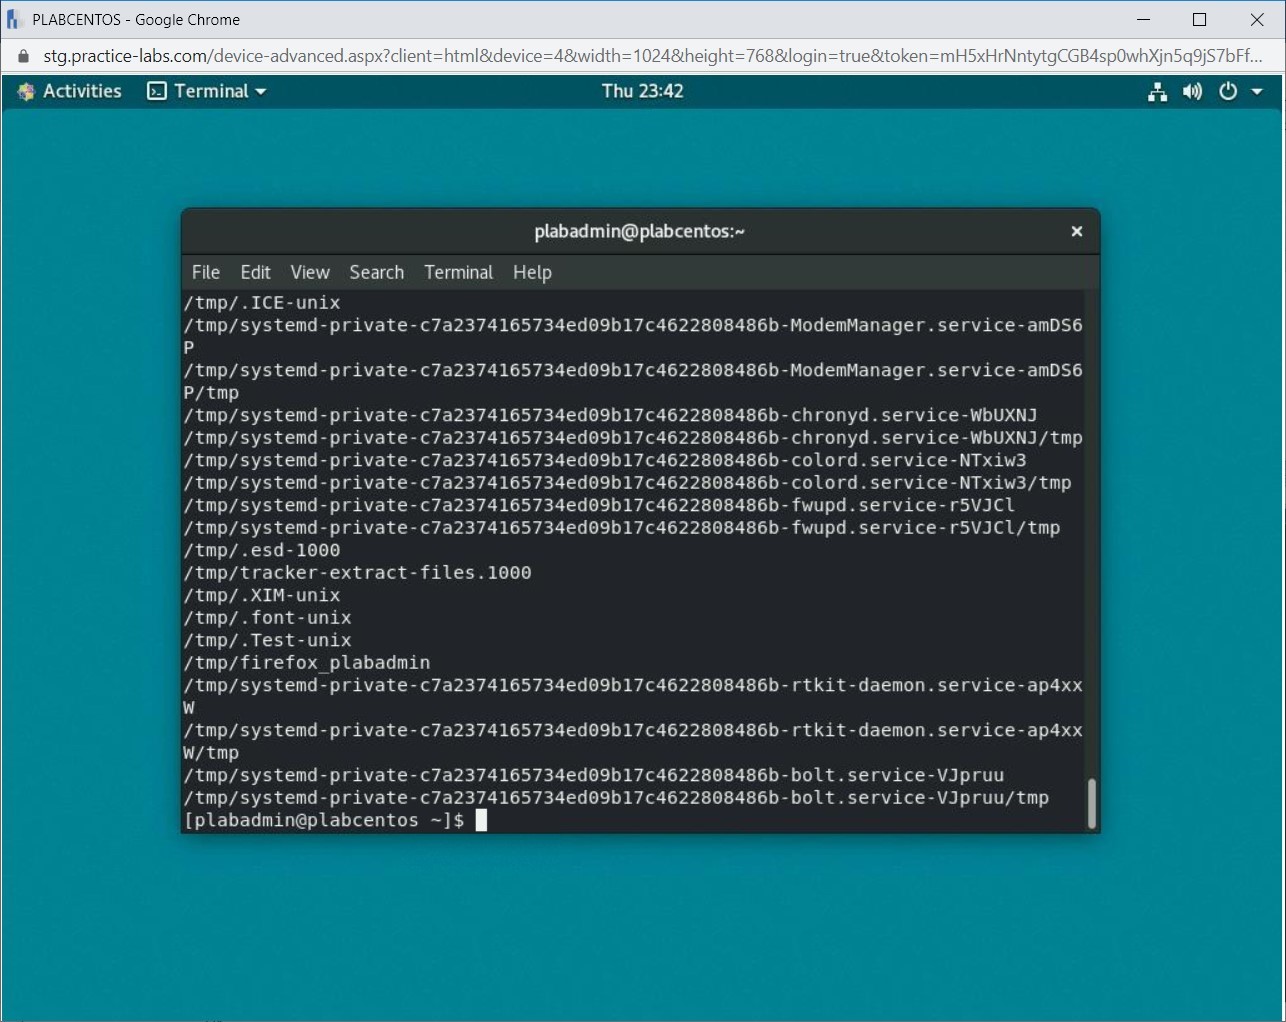 PLABCENTOS - Google Chrome
stg.practice-labs.com/device-advanced.aspx?client=html&device=4&width=1024&height=768&login=true&token=mH5xHrNntytgCGB4sp0whXjn5q9jS7bFf...
Activities Terminal Thu 23:42
plabadmin@plabcentos:~
File Edit View Search Terminal Help
/tmp/.ICE-unix
/tmp/systemd-private-c7a2374165734ed09b17c4622808486b-ModemManager.service-amDS6
P
/tmp/systemd-private-c7a2374165734ed09b17c4622808486b-ModemManager.service-amDS6
P/tmp
/tmp/systemd-private-c7a2374165734ed09b17c4622808486b-chronyd.service-WbUXNJ
/tmp/systemd-private-c7a2374165734ed09b17c4622808486b-chronyd.service-WbUXNJ/tmp
/tmp/systemd-private-c7a2374165734ed09b17c4622808486b-colord.service-NTxiw3
/tmp/systemd-private-c7a2374165734ed09b17c4622808486b-colord.service-NTxiw3/tmp
/tmp/systemd-private-c7a2374165734ed09b17c4622808486b-fwupd.service-r5VJCl
/tmp/systemd-private-c7a2374165734ed09b17c4622808486b-fwupd.service-r5VJCl/tmp
/tmp/.esd-1000
/tmp/tracker-extract-files.1000
/tmp/.XIM-unix
/tmp/.font-unix
/tmp/.Test-unix
/tmp/firefox_plabadmin
/tmp/systemd-private-c7a2374165734ed09b17c4622808486b-rtkit-daemon.service-ap4xx
W
/tmp/systemd-private-c7a2374165734ed09b17c4622808486b-rtkit-daemon.service-ap4xx
W/tmp
/tmp/systemd-private-c7a2374165734ed09b17c4622808486b-bolt.service-VJpruu
/tmp/systemd-private-c7a2374165734ed09b17c4622808486b-bolt.service-VJpruu/tmp
[plabadmin@plabcentos ~]$